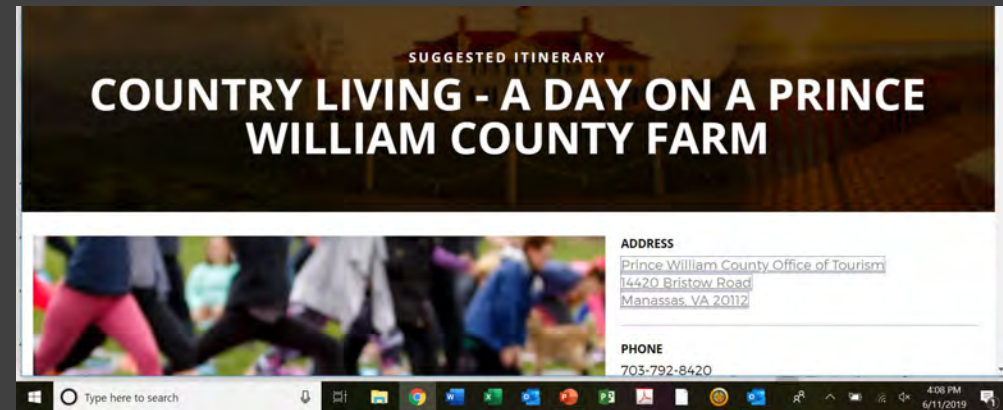 SUGGESTED ITINERARY
COUNTRY LIVING - A DAY ON A PRINCE
WILLIAM COUNTY FARM
ADDRESS
Prince William County Office of Tourism
14420 Bristow Road
Manassas, VA 20112
PHONE
703-792-8420
Type here to search
4:08 PM
6/11/2019